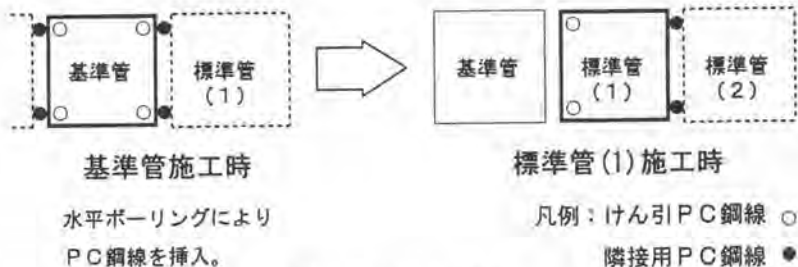 基準管
標準管
(1)
基準管
標準管
(1)
標準管
(2)
基準管施工時
標準管(1)施工時
水平ボーリングにより
PC鋼線を挿入。
凡例：けん引PC鋼線 ○
隣接用PC鋼線 ●